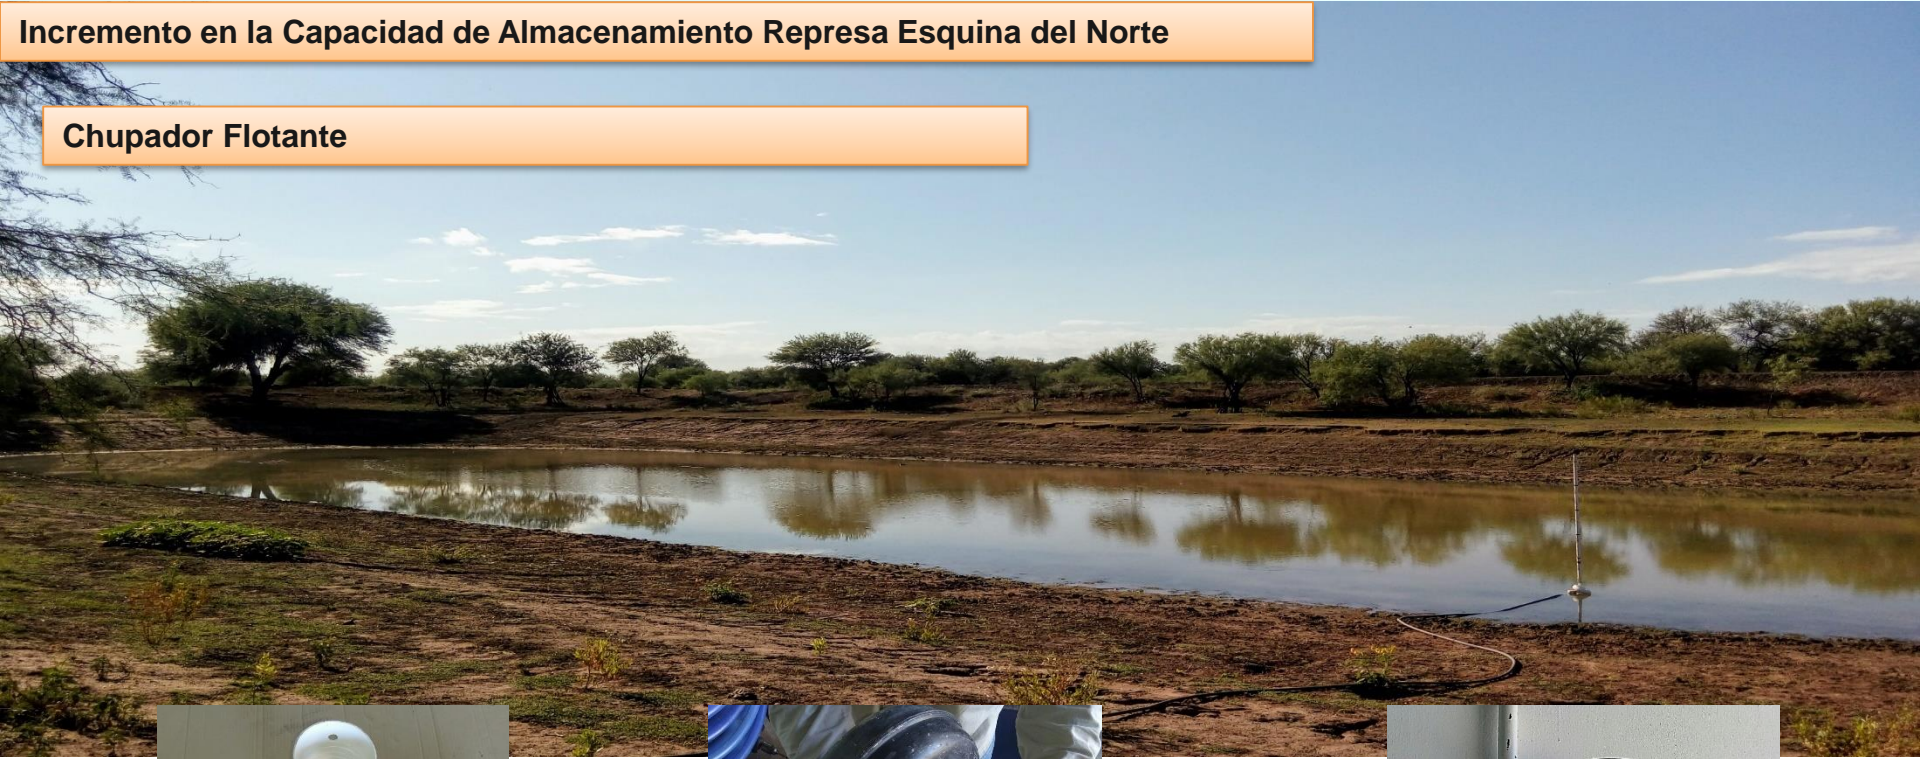 Incremento en la Capacidad de Almacenamiento Represa Esquina del Norte
Chupador Flotante